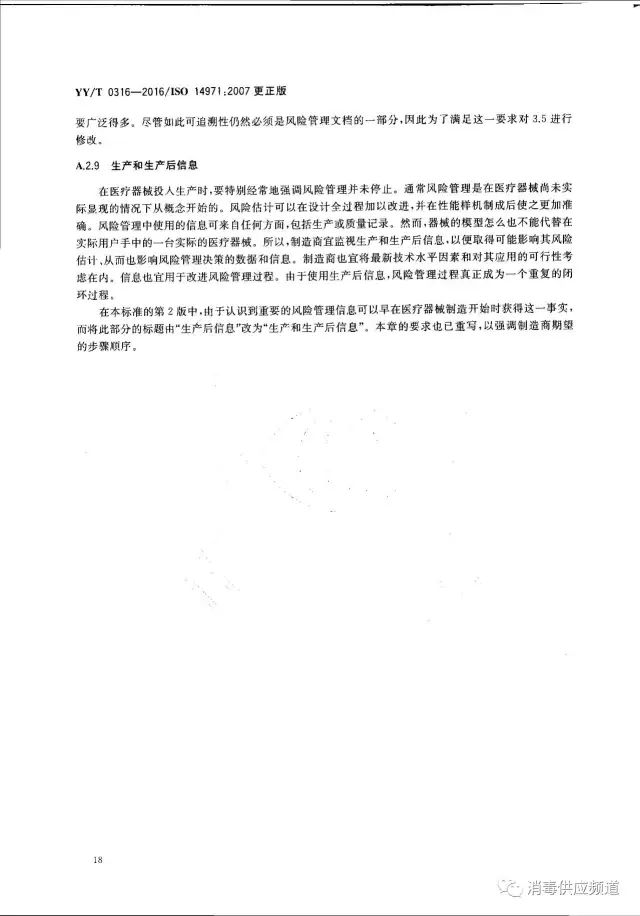 YY/T 0316—2016/ISO 14971:2007 更正版
要广泛得多。尽管如此可追溯性仍然必须是风险管理文档的一部分,因此为了满足这一要求对 3.5 进行
修改。
A.2.9 生产和生产后信息
在医疗器械投入生产时,要特别经常地强调风险管理并未停止。通常风险管理是在医疗器械尚未实
际显现的情况下从概念开始的。风险估计可以在设计全过程加以改进,并在性能样机制成后使之更加准
确。风险管理中使用的信息可来自任何方面,包括生产或质量记录。然而,器械的模型怎么也不能代替在
实际用户手中的一台实际的医疗器械。所以,制造商宜监视生产和生产后信息,以便取得可能影响其风险
估计、从而也影响风险管理决策的数据和信息。制造商也宜将最新技术水平因素和对其应用的可行性考
虑在内。信息也宜用于改进风险管理过程。由于使用生产后信息,风险管理过程真正成为一个重复的闭
环过程。
在本标准的第 2 版中,由于认识到重要的风险管理信息可以早在医疗器械制造开始时获得这一事实,
而将此部分的标题由“生产后信息”改为“生产和生产后信息”。本章的要求也已重写,以强调制造商期望
的步骤顺序。
18
消毒供应频道